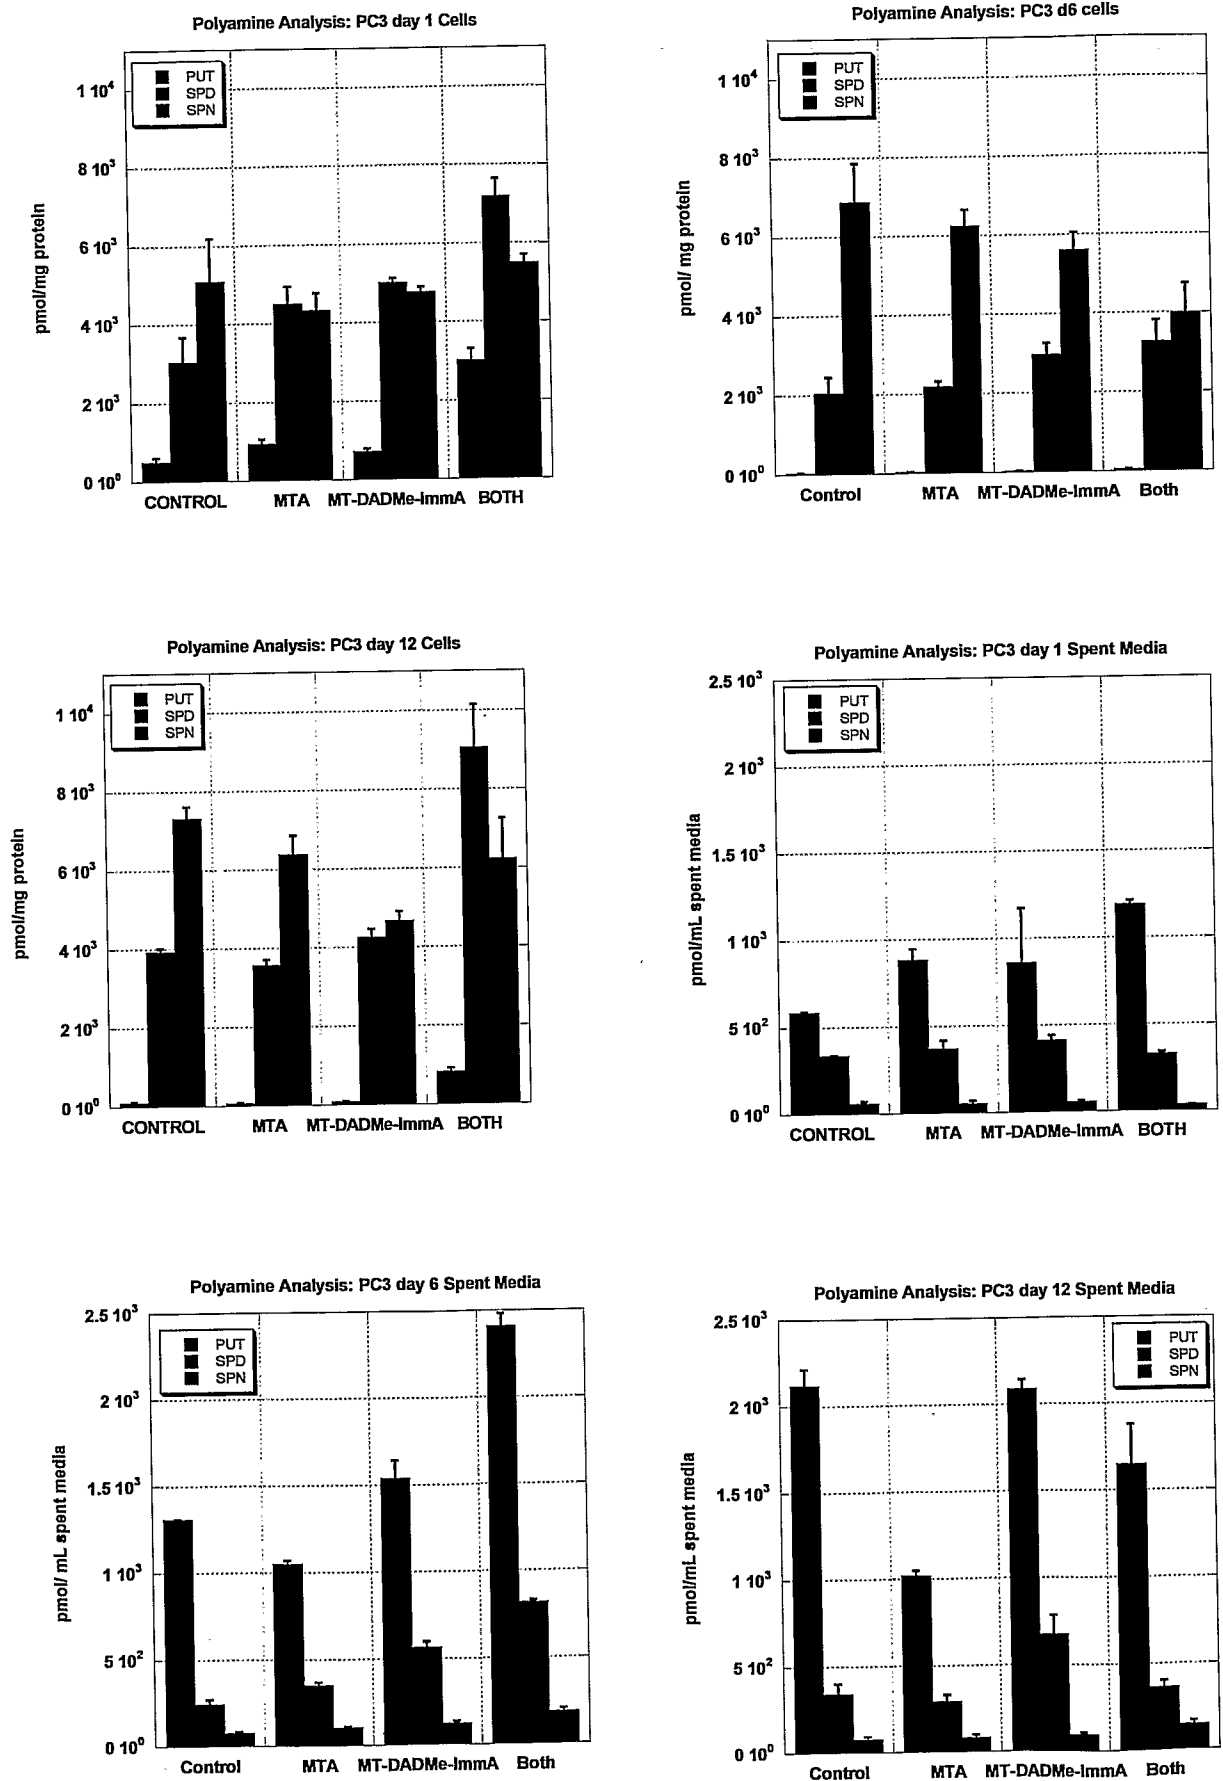 Polyamine Analysis: PC3 day 1 Cells
1 10⁴
8 10³
6 10³
4 10³
2 10³
0 10⁰
pmol/mg protein
PUT
SPD
SPN
CONTROL MTA MT-DADMe-ImmA BOTH
Polyamine Analysis: PC3 d6 cells
1 10⁴
8 10³
6 10³
4 10³
2 10³
0 10⁰
pmol/ mg protein
PUT
SPD
SPN
Control MTA MT-DADMe-ImmA Both
Polyamine Analysis: PC3 day 12 Cells
1 10⁴
8 10³
6 10³
4 10³
2 10³
0 10⁰
pmol/mg protein
PUT
SPD
SPN
CONTROL MTA MT-DADMe-ImmA BOTH
Polyamine Analysis: PC3 day 1 Spent Media
2.5 10³
2 10³
1.5 10³
1 10³
5 10²
0 10⁰
pmol/mL spent media
PUT
SPD
SPN
CONTROL MTA MT-DADMe-ImmA BOTH
Polyamine Analysis: PC3 day 6 Spent Media
2.5 10³
2 10³
1.5 10³
1 10³
5 10²
0 10⁰
pmol/ mL spent media
PUT
SPD
SPN
Control MTA MT-DADMe-ImmA Both
Polyamine Analysis: PC3 day 12 Spent Media
2.5 10³
2 10³
1.5 10³
1 10³
5 10²
0 10⁰
pmol/mL spent media
PUT
SPD
SPN
Control MTA MT-DADMe-ImmA Both